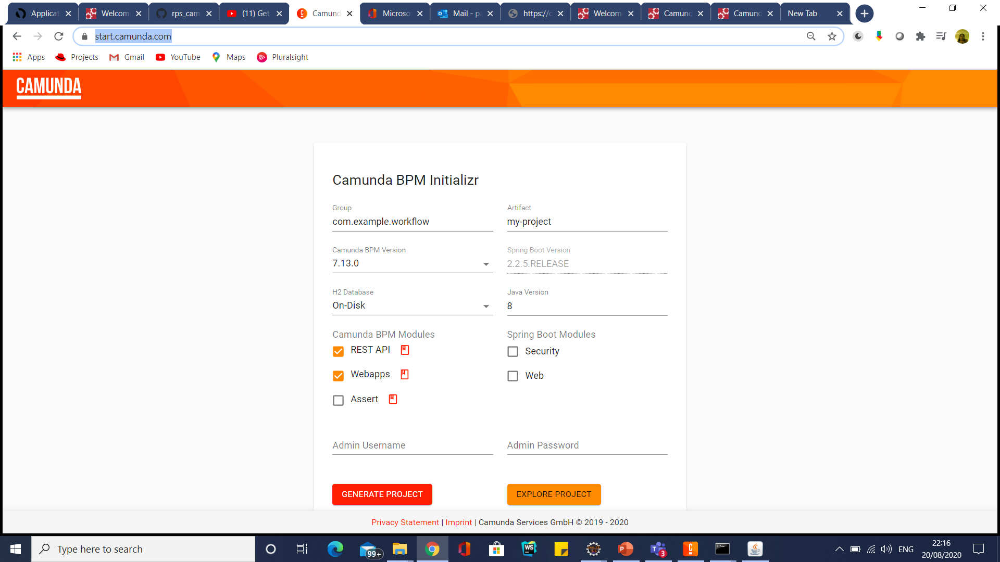 Applicat Welcom rps_cam (11) Get Camund Microso Mail - p https://c Welcom Camund Camund New Tab
start.camunda.com
Apps Projects Gmail YouTube Maps Pluralsight
CAMUNDA
Camunda BPM Initializr
Group Artifact
com.example.workflow my-project
Camunda BPM Version Spring Boot Version
7.13.0 2.2.5.RELEASE
H2 Database Java Version
On-Disk 8
Camunda BPM Modules Spring Boot Modules
REST API Security
Webapps Web
Assert
Admin Username Admin Password
GENERATE PROJECT EXPLORE PROJECT
Privacy Statement | Imprint | Camunda Services GmbH © 2019 - 2020
Type here to search 99+ WS 3 ENG 22:16
20/08/2020